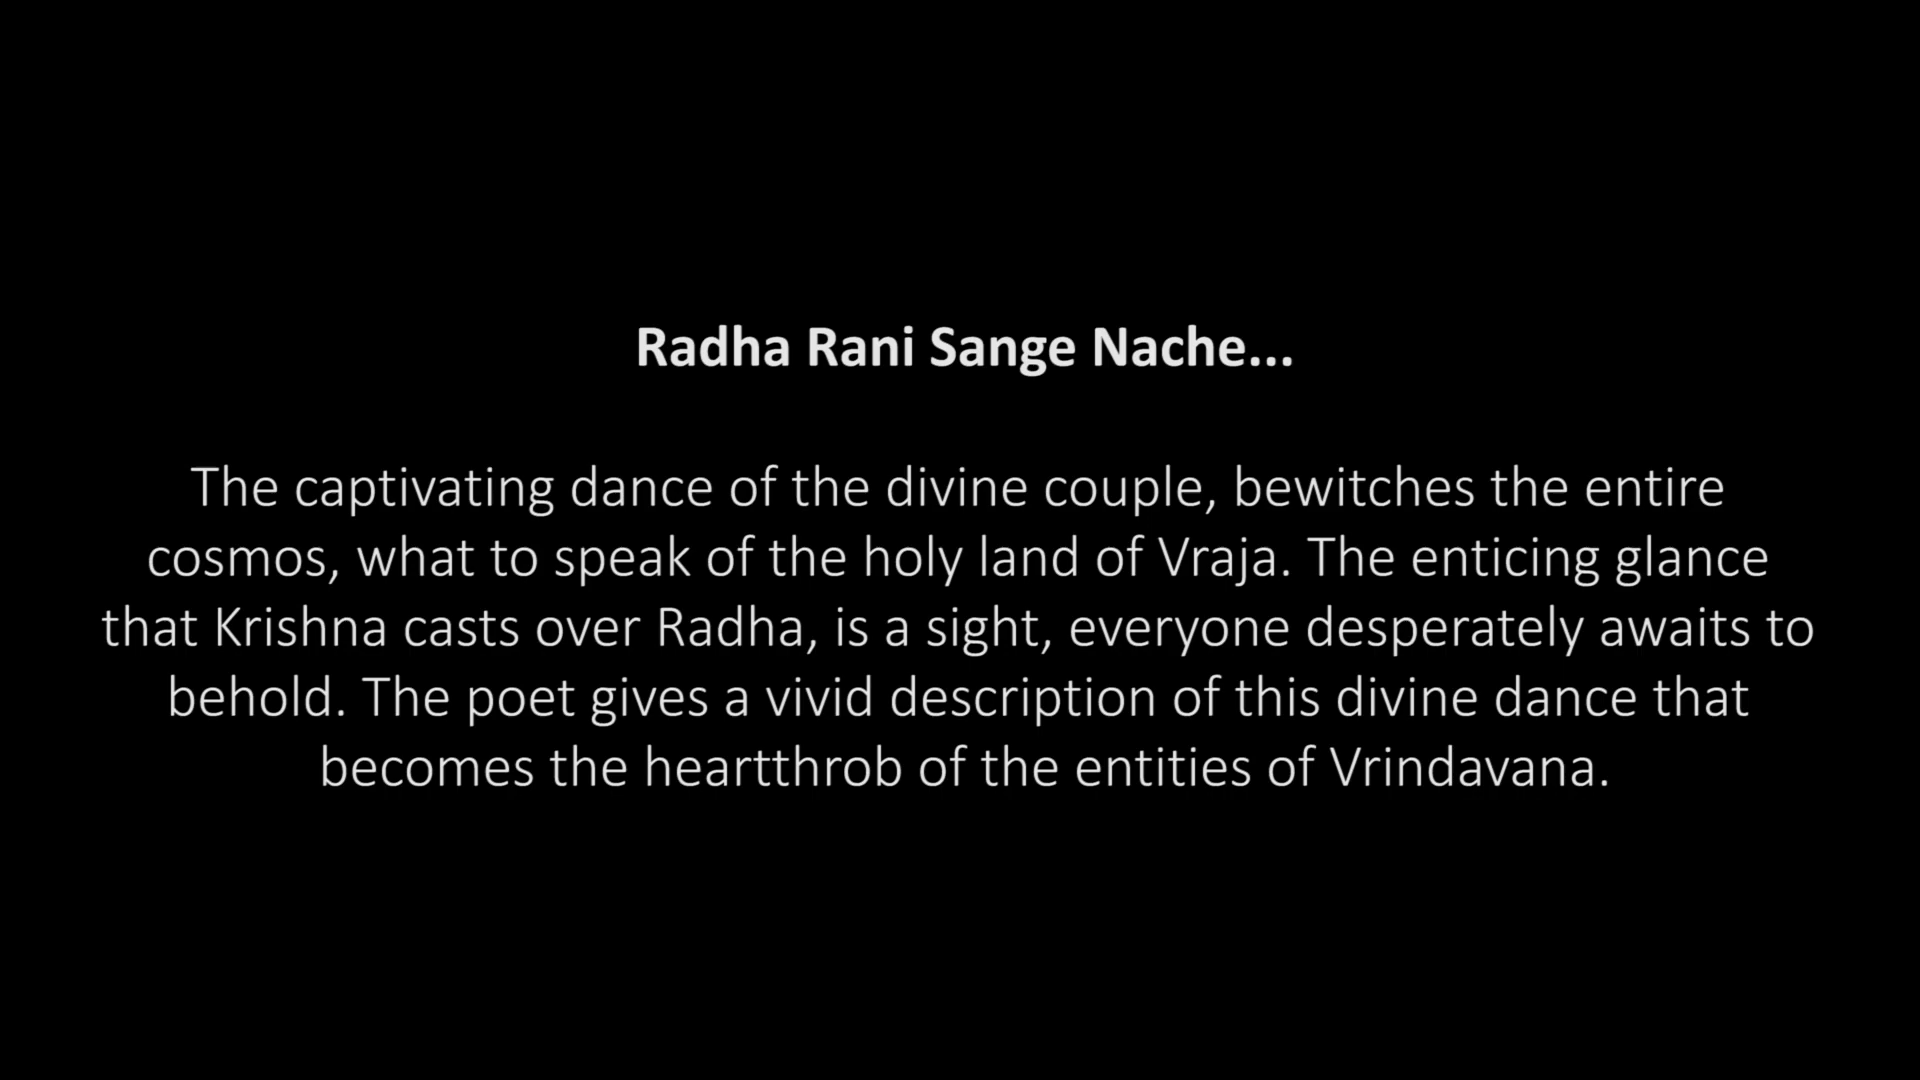 Radha Rani Sange Nache...
The captivating dance of the divine couple, bewitches the entire
cosmos, what to speak of the holy land of Vraja. The enticing glance
that Krishna casts over Radha, is a sight, everyone desperately awaits to
behold. The poet gives a vivid description of this divine dance that
becomes the heartthrob of the entities of Vrindavana.